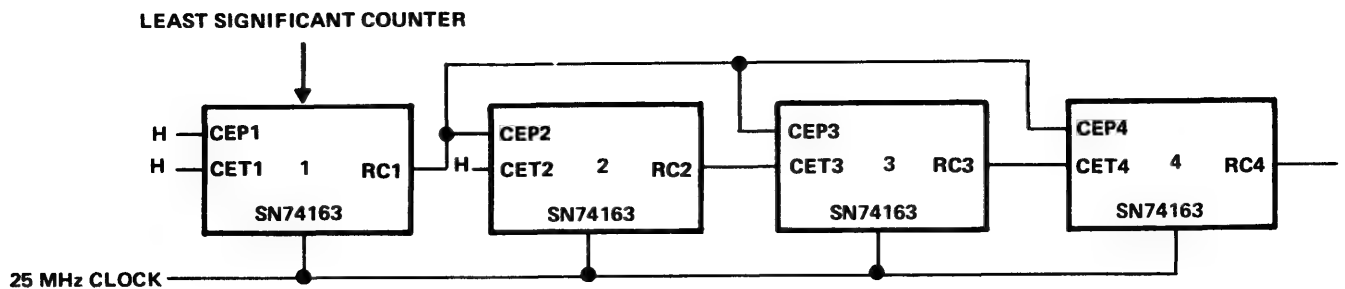 LEAST SIGNIFICANT COUNTER
H
CEP1
H
CET1
1
RC1
SN74163
CEP2
H
CET2
2
RC2
SN74163
CEP3
CET3
3
RC3
SN74163
CEP4
CET4
4
RC4
SN74163
25 MHz CLOCK